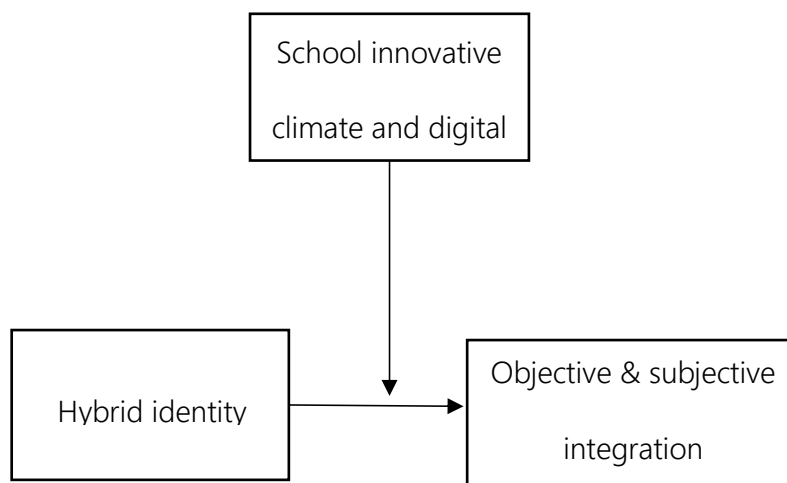 School innovative
climate and digital
Hybrid identity
Objective & subjective
integration